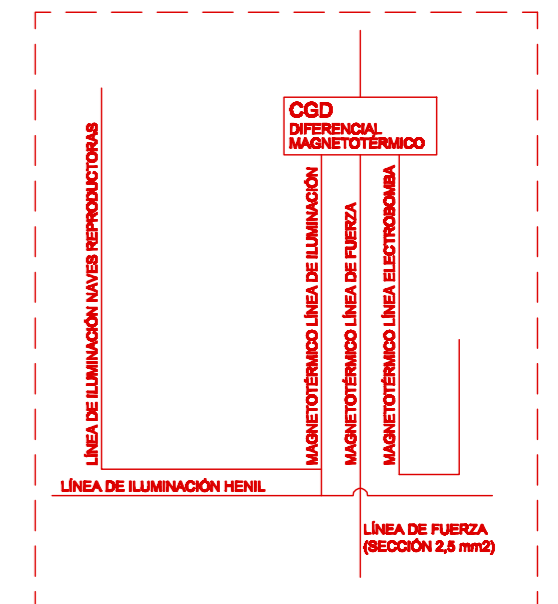 CGD
DIFERENCIAL
MAGNETOTÉRMICO
LÍNEA DE ILUMINACIÓN NAVES REPRODUCTORAS
MAGNETOTÉRMICO LÍNEA DE ILUMINACIÓN
MAGNETOTÉRMICO LÍNEA DE FUERZA
MAGNETOTÉRMICO LÍNEA ELECTROBOMBA
LÍNEA DE ILUMINACIÓN HENIL
LÍNEA DE FUERZA
(SECCIÓN 2,5 mm2)